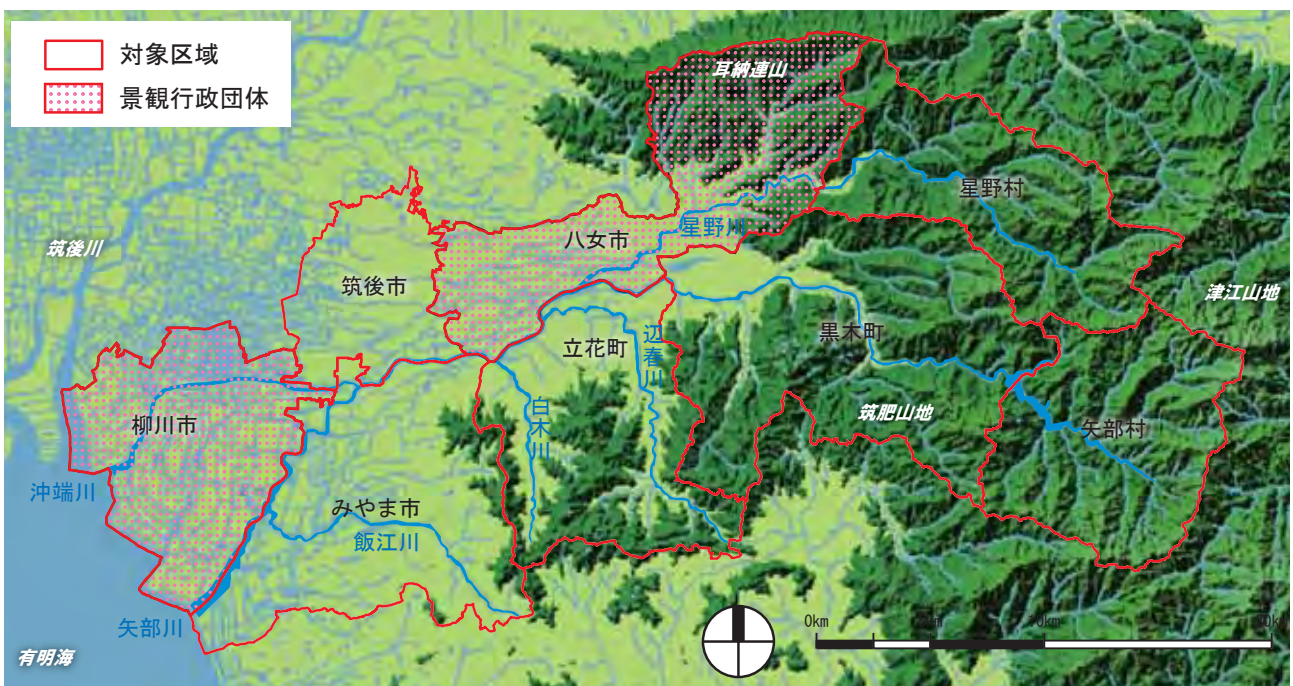 対象区域
景観行政団体
耳納連山
星野村
筑後川
八女市
星野川
筑後市
津江山地
立花町
辺春川
黒木町
柳川市
白木川
筑肥山地
矢部村
沖端川
みやま市
飯江川
矢部川
有明海
0km